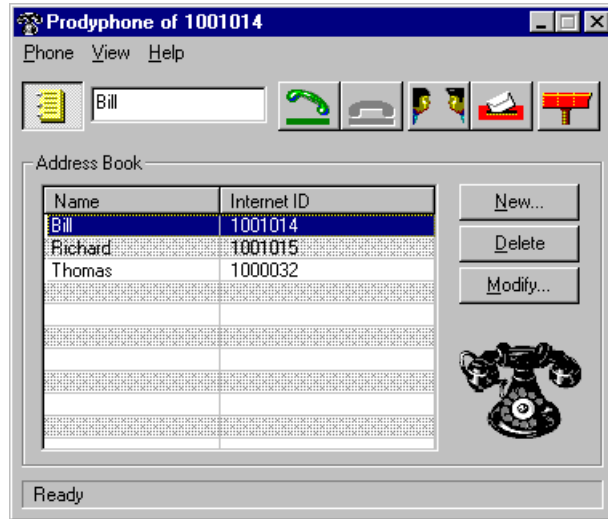 Prodyphone of 1001014
Phone View Help
Bill
Address Book
Name Internet ID
Bill 1001014
Richard 1001015
Thomas 1000032
New...
Delete
Modify...
Ready